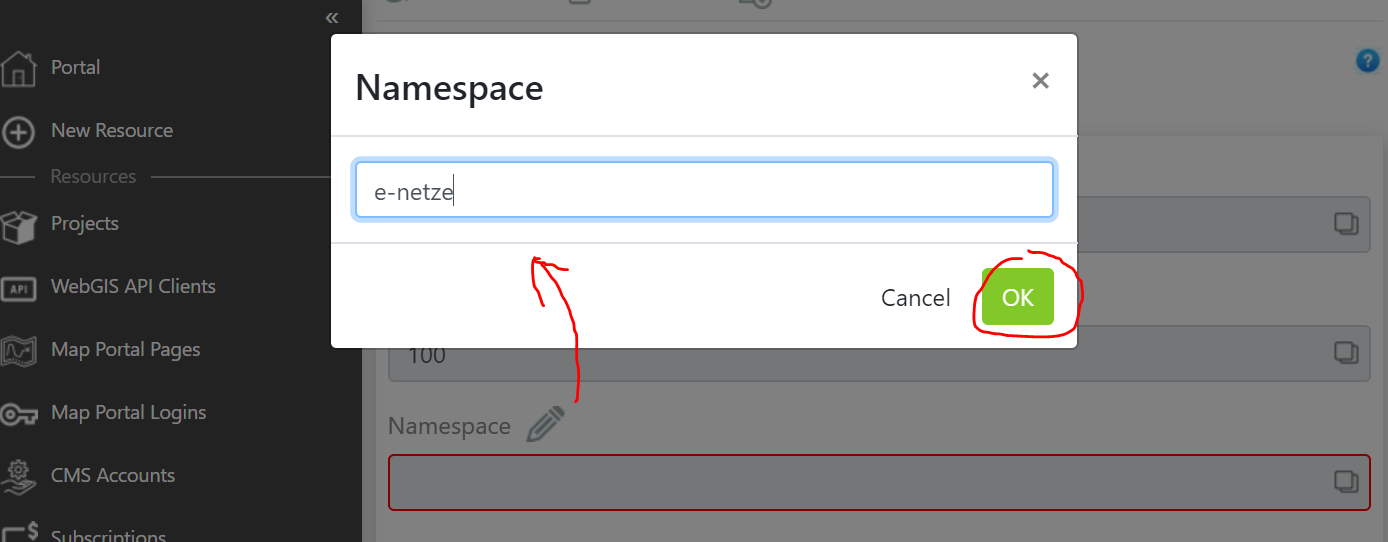 «
Portal
New Resource
Resources
Projects
API
WebGIS API Clients
Map Portal Pages
Map Portal Logins
CMS Accounts
$
Subscriptions
Namespace
×
e-netze
Cancel
OK
?
100
Namespace